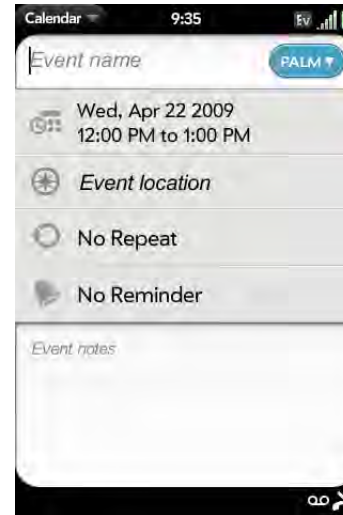 Calendar 9:35 Ev
Event name PALM
Wed, Apr 22 2009
12:00 PM to 1:00 PM
Event location
No Repeat
No Reminder
Event notes